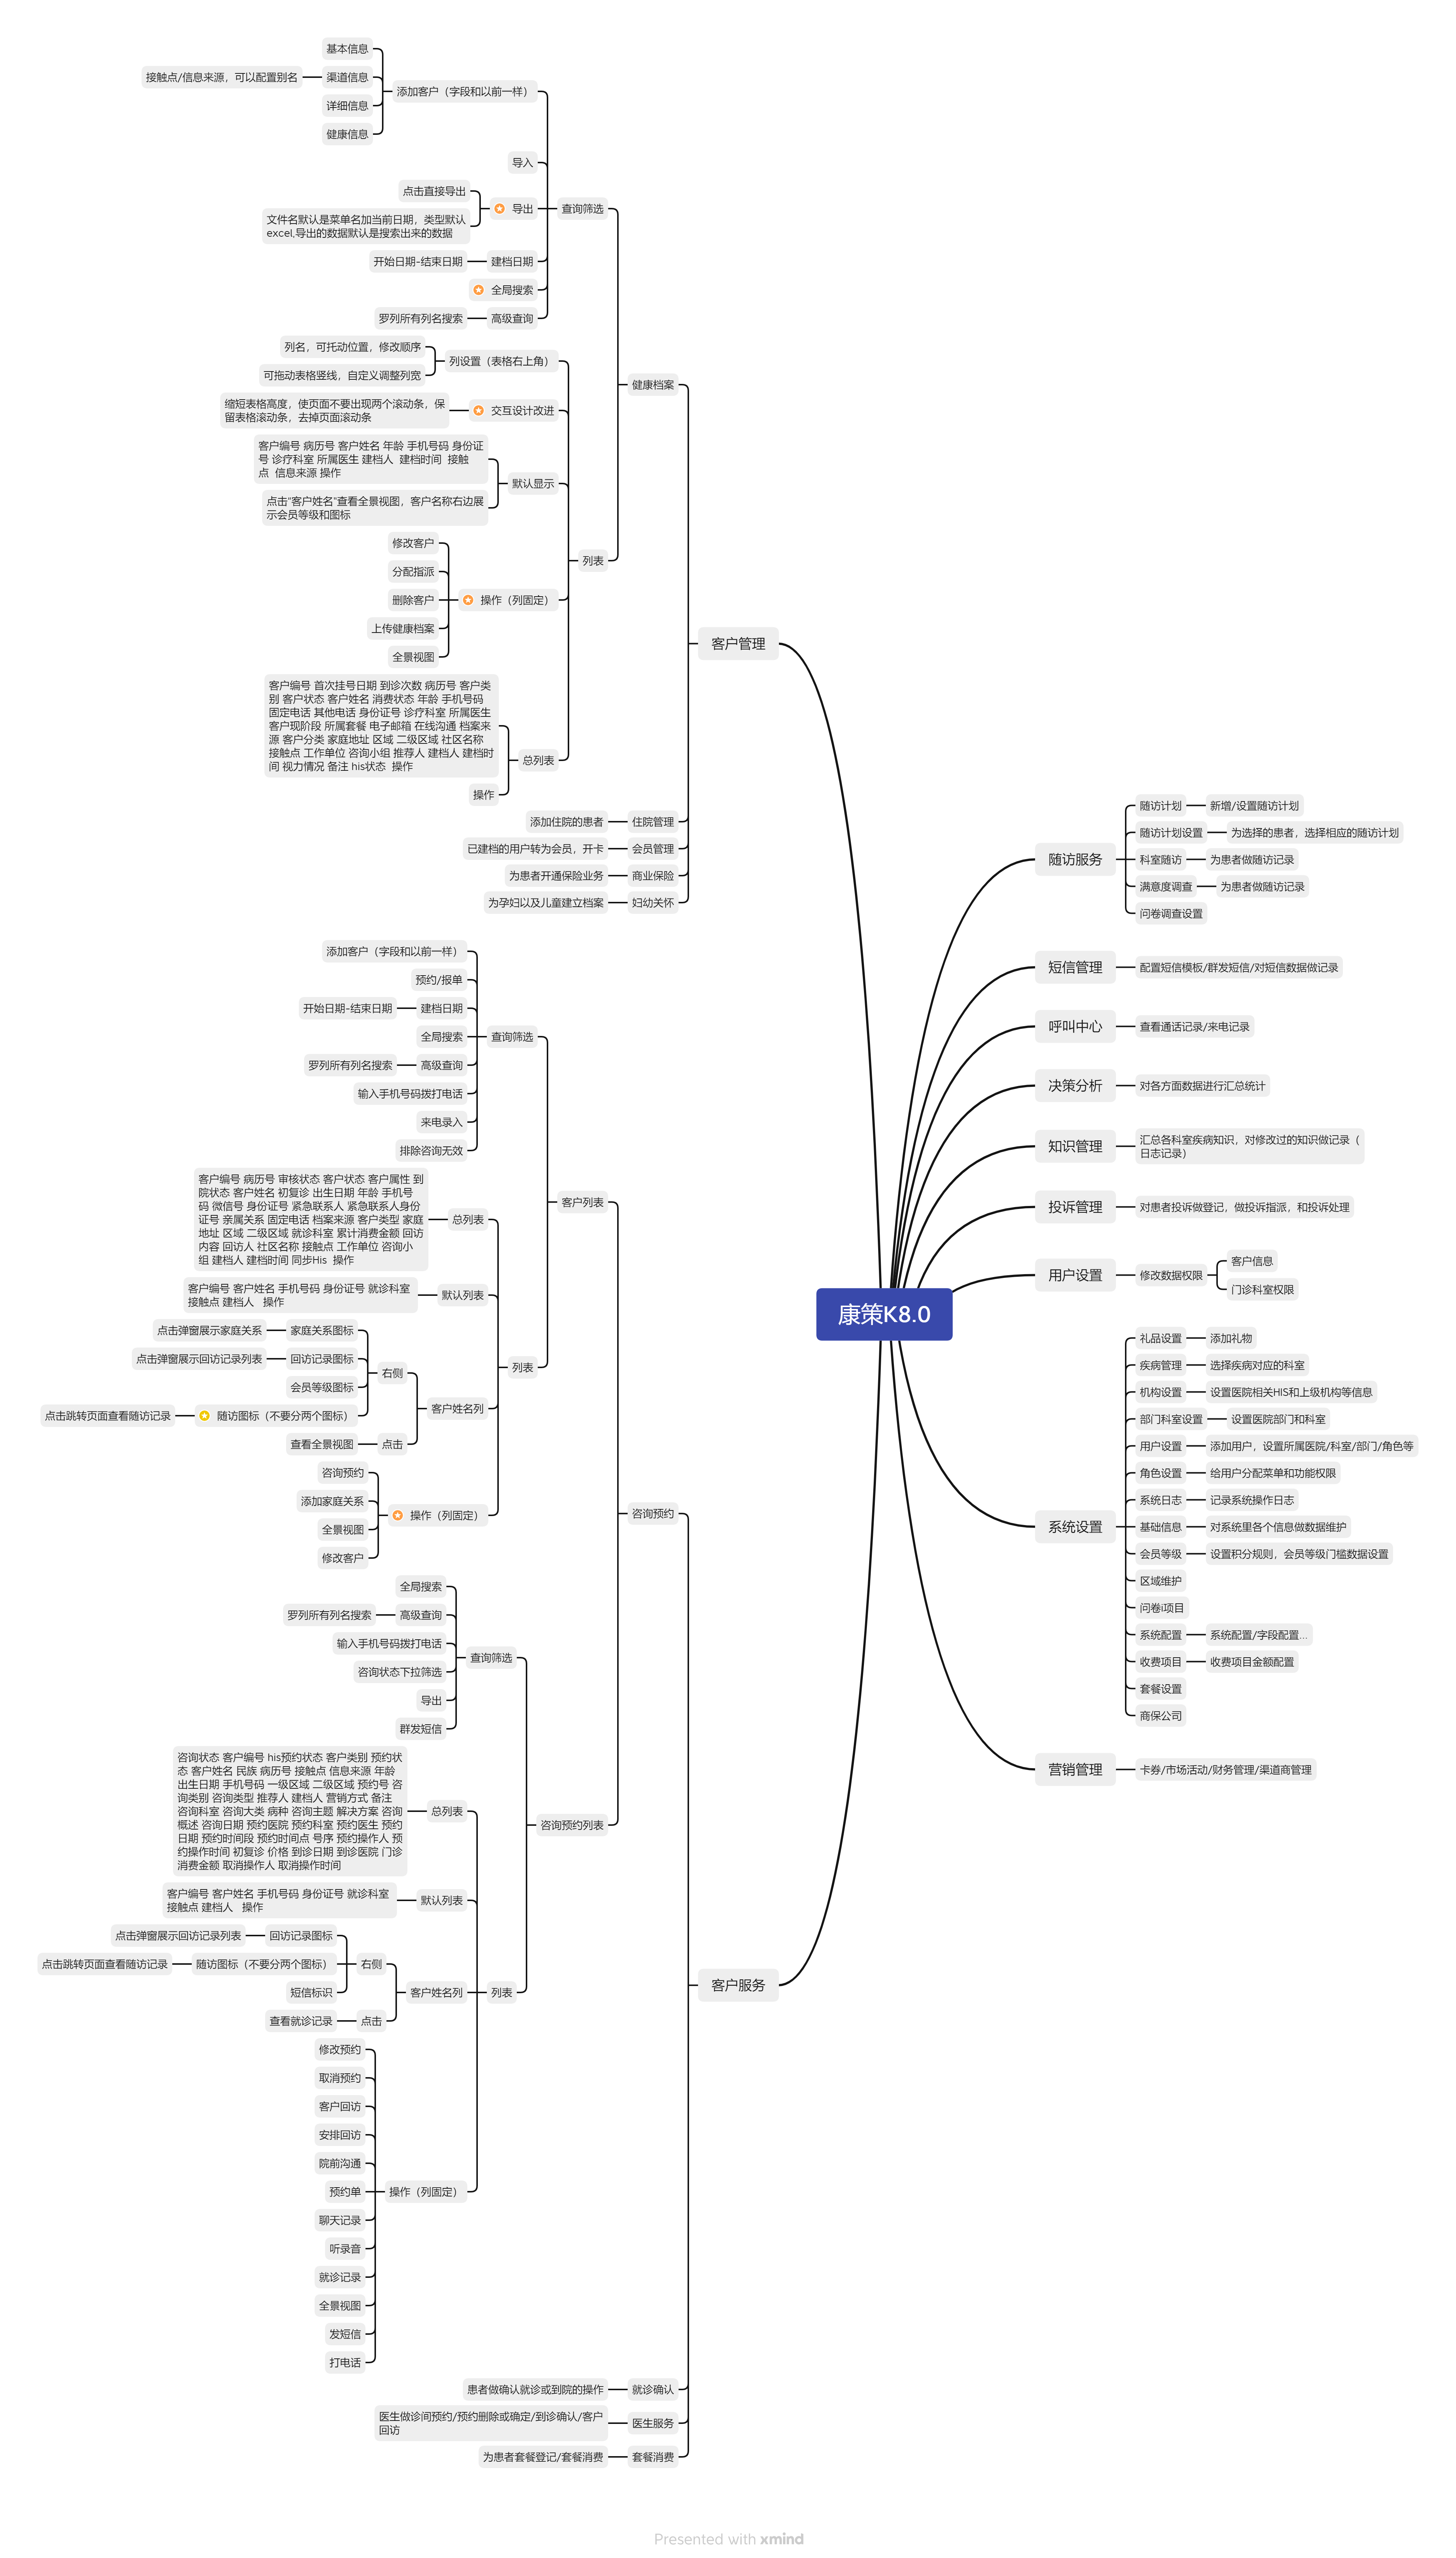 康策K8.0
客户管理
健康档案
查询筛选
添加客户（字段和以前一样）
基本信息
渠道信息
接触点/信息来源，可以配置别名
详细信息
健康信息
导入
导出
点击直接导出
文件名默认是菜单名加当前日期，类型默认
excel,导出的数据默认是搜索出来的数据
建档日期
开始日期-结束日期
全局搜索
高级查询
罗列所有列名搜索
列表
列设置（表格右上角）
列名，可托动位置，修改顺序
可拖动表格竖线，自定义调整列宽
交互设计改进
缩短表格高度，使页面不要出现两个滚动条，保
留表格滚动条，去掉页面滚动条
默认显示
客户编号 病历号 客户姓名 年龄 手机号码 身份证
号 诊疗科室 所属医生 建档人  建档时间  接触
点  信息来源 操作
点击“客户姓名”查看全景视图，客户名称右边展
示会员等级和图标
操作（列固定）
修改客户
分配指派
删除客户
上传健康档案
全景视图
总列表
客户编号 首次挂号日期 到诊次数 病历号 客户类
别 客户状态 客户姓名 消费状态 年龄 手机号码
固定电话 其他电话 身份证号 诊疗科室 所属医生
客户现阶段 所属套餐 电子邮箱 在线沟通 档案来
源 客户分类 家庭地址 区域 二级区域 社区名称
接触点 工作单位 咨询小组 推荐人 建档人 建档时
间 视力情况 备注 his状态  操作
操作
住院管理
添加住院的患者
会员管理
已建档的用户转为会员，开卡
商业保险
为患者开通保险业务
妇幼关怀
为孕妇以及儿童建立档案
客户服务
咨询预约
客户列表
查询筛选
添加客户（字段和以前一样）
预约/报单
建档日期
开始日期-结束日期
全局搜索
高级查询
罗列所有列名搜索
输入手机号码拨打电话
来电录入
排除咨询无效
列表
总列表
客户编号 病历号 审核状态 客户状态 客户属性 到
院状态 客户姓名 初复诊 出生日期 年龄 手机号
码 微信号 身份证号 紧急联系人 紧急联系人身份
证号 亲属关系 固定电话 档案来源 客户类型 家庭
地址 区域 二级区域 就诊科室 累计消费金额 回访
内容 回访人 社区名称 接触点 工作单位 咨询小
组 建档人 建档时间 同步His  操作
默认列表
客户编号 客户姓名 手机号码 身份证号 就诊科室
接触点 建档人   操作
客户姓名列
右侧
家庭关系图标
点击弹窗展示家庭关系
回访记录图标
点击弹窗展示回访记录列表
会员等级图标
随访图标（不要分两个图标）
点击跳转页面查看随访记录
点击
查看全景视图
操作（列固定）
咨询预约
添加家庭关系
全景视图
修改客户
咨询预约列表
查询筛选
全局搜索
高级查询
罗列所有列名搜索
输入手机号码拨打电话
咨询状态下拉筛选
导出
群发短信
列表
总列表
咨询状态 客户编号 his预约状态 客户类别 预约状
态 客户姓名 民族 病历号 接触点 信息来源 年龄
出生日期 手机号码 一级区域 二级区域 预约号 咨
询类别 咨询类型 推荐人 建档人 营销方式 备注
咨询科室 咨询大类 病种 咨询主题 解决方案 咨询
概述 咨询日期 预约医院 预约科室 预约医生 预约
日期 预约时间段 预约时间点 号序 预约操作人 预
约操作时间 初复诊 价格 到诊日期 到诊医院 门诊
消费金额 取消操作人 取消操作时间
默认列表
客户编号 客户姓名 手机号码 身份证号 就诊科室
接触点 建档人   操作
客户姓名列
右侧
回访记录图标
点击弹窗展示回访记录列表
随访图标（不要分两个图标）
点击跳转页面查看随访记录
短信标识
点击
查看就诊记录
操作（列固定）
修改预约
取消预约
客户回访
安排回访
院前沟通
预约单
聊天记录
听录音
就诊记录
全景视图
发短信
打电话
就诊确认
患者做确认就诊或到院的操作
医生服务
医生做诊间预约/预约删除或确定/到诊确认/客户
回访
套餐消费
为患者套餐登记/套餐消费
随访服务
随访计划
新增/设置随访计划
随访计划设置
为选择的患者，选择相应的随访计划
科室随访
为患者做随访记录
满意度调查
为患者做随访记录
问卷调查设置
短信管理
配置短信模板/群发短信/对短信数据做记录
呼叫中心
查看通话记录/来电记录
决策分析
对各方面数据进行汇总统计
知识管理
汇总各科室疾病知识，对修改过的知识做记录（
日志记录）
投诉管理
对患者投诉做登记，做投诉指派，和投诉处理
用户设置
修改数据权限
客户信息
门诊科室权限
系统设置
礼品设置
添加礼物
疾病管理
选择疾病对应的科室
机构设置
设置医院相关HIS和上级机构等信息
部门科室设置
设置医院部门和科室
用户设置
添加用户，设置所属医院/科室/部门/角色等
角色设置
给用户分配菜单和功能权限
系统日志
记录系统操作日志
基础信息
对系统里各个信息做数据维护
会员等级
设置积分规则，会员等级门槛数据设置
区域维护
问卷i项目
系统配置
系统配置/字段配置...
收费项目
收费项目金额配置
套餐设置
商保公司
营销管理
卡券/市场活动/财务管理/渠道商管理
Presented with xmind